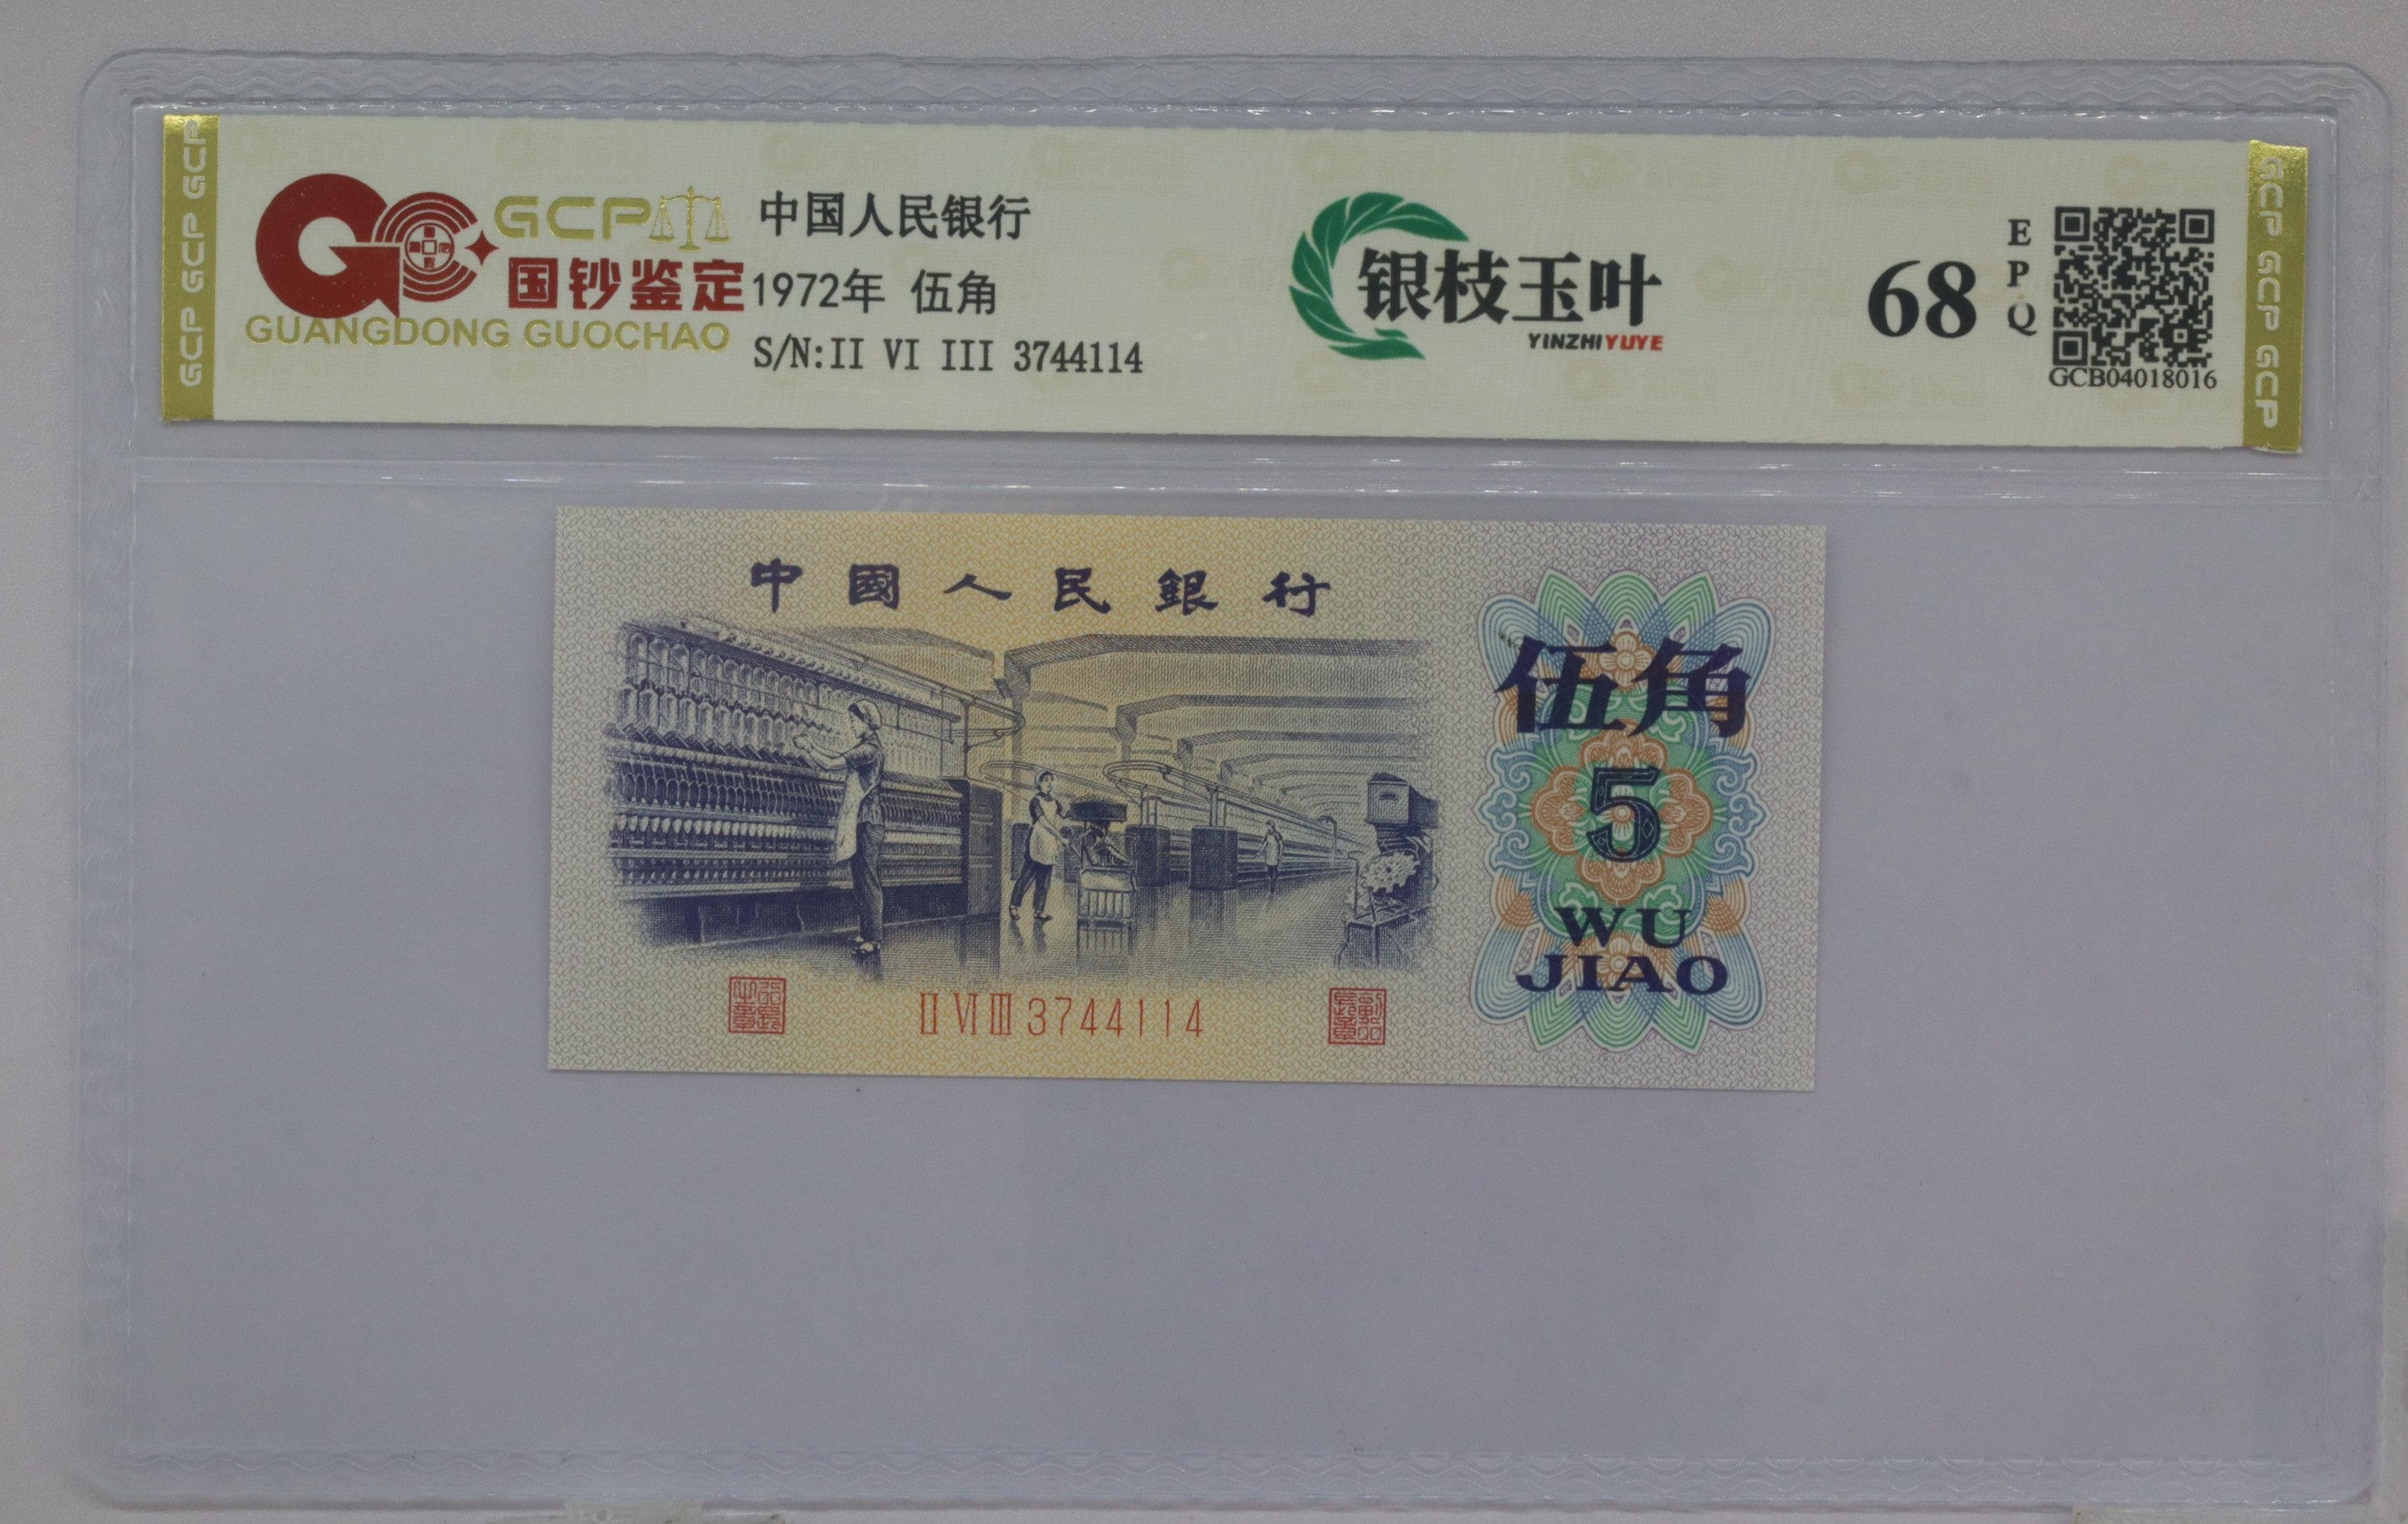 GCP GCP GCP
GCP
国钞鉴定
GUANGDONG GUOCHAO
中国人民银行
1972年 伍角
S/N:II VI III 3744114
银枝玉叶
YINZHIYUYE
68
EPQ
GCB04018016
GCP GCP GCP
中國人民銀行
伍角
5
WU
JIAO
II VI III 3744114